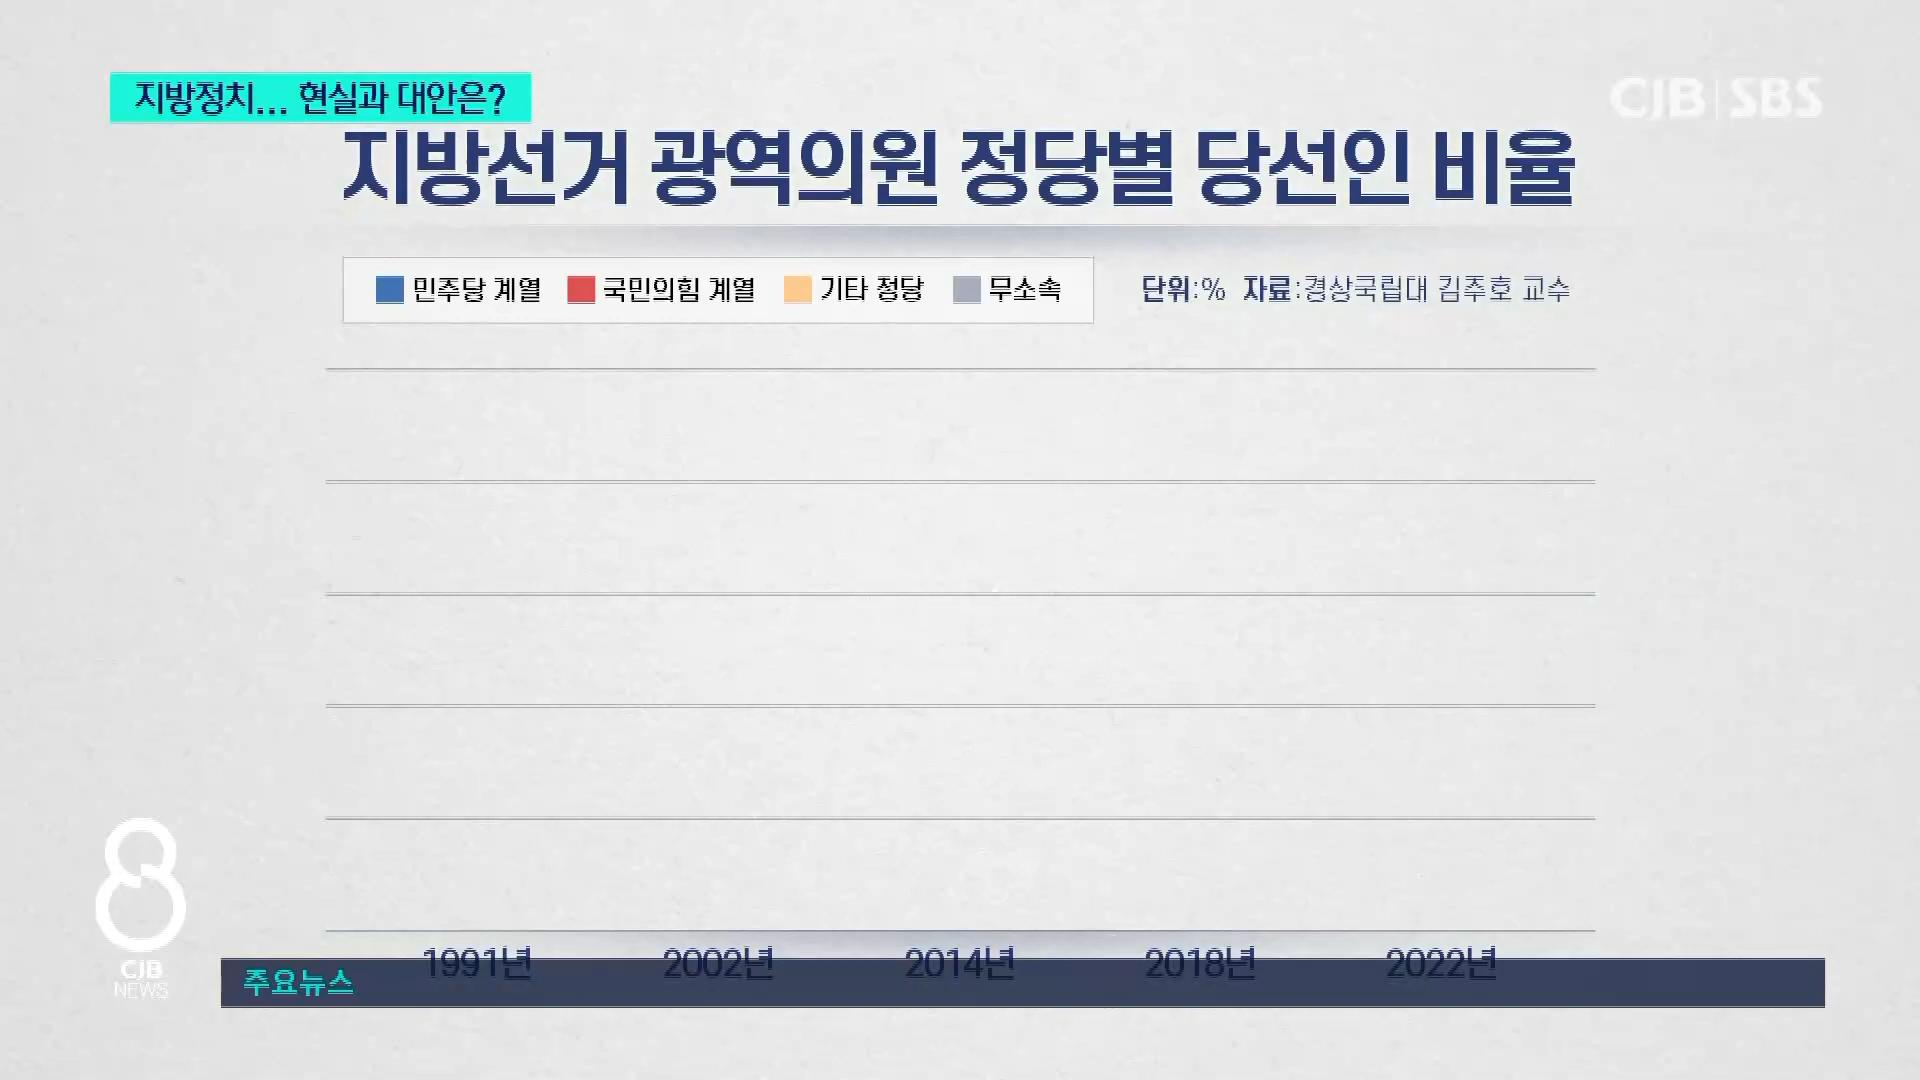 지방정치... 현실과 대안은?
CJB SBS
지방선거 광역의원 정당별 당선인 비율
민주당 계열 국민의힘 계열 기타 정당 무소속
단위:% 자료:경상국립대 김주호 교수
1991년 2002년 2014년 2018년 2022년
8
CJB
NEWS
주요뉴스